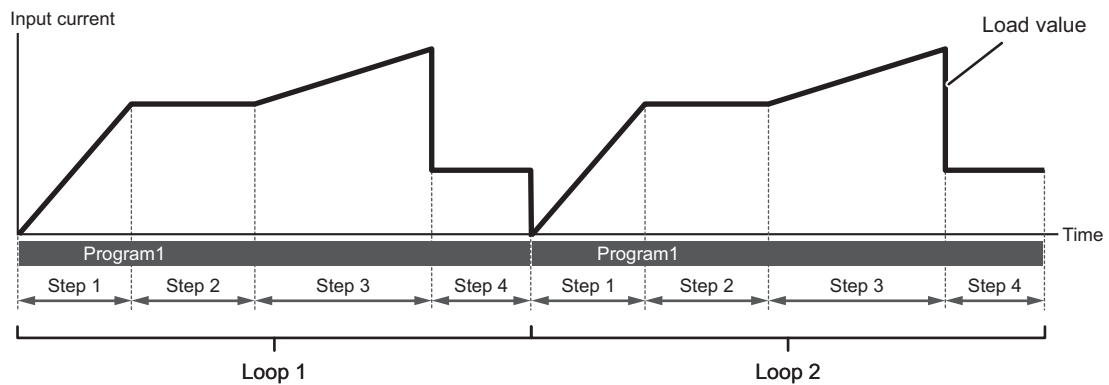 Input current
Load value
Time
Program1 Program1
Step 1 Step 2 Step 3 Step 4 Step 1 Step 2 Step 3 Step 4
Loop 1 Loop 2